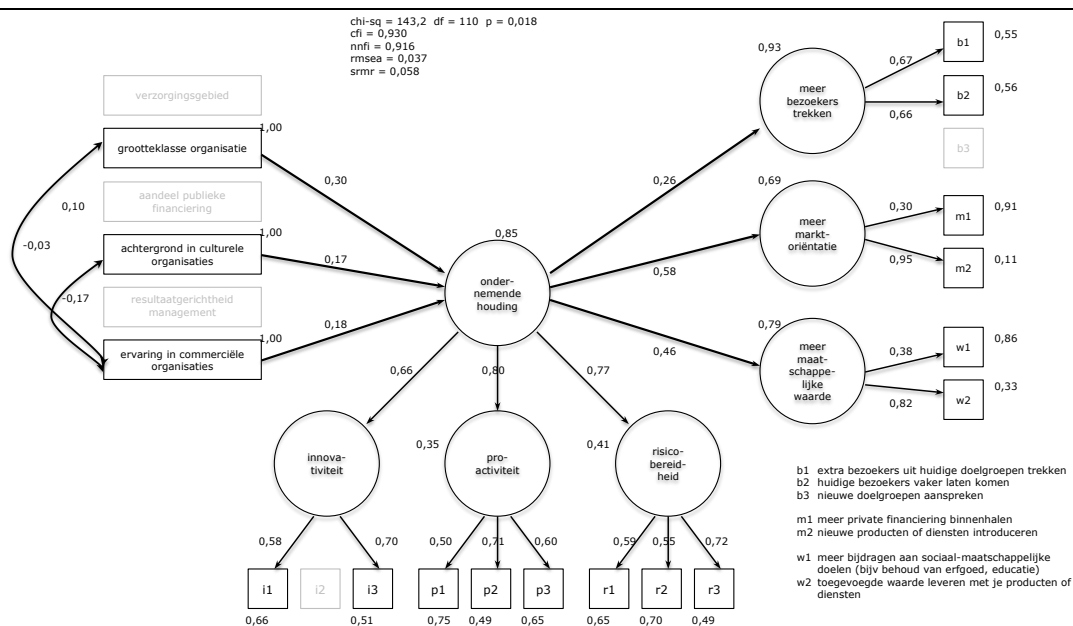 chi-sq = 143,2 df = 110 p = 0,018
cfi = 0,930
nnfi = 0,916
rmsea = 0,037
srmr = 0,058
verzorgingsgebied
1,00
grootteklasse organisatie
aandeel publieke
financiering
1,00
achtergrond in culturele
organisaties
resultaatgerichtheid
management
1,00
ervaring in commerciële
organisaties
0,10
-0,03
-0,17
0,30
0,17
0,18
0,85
onder-
nemende
houding
0,26
0,58
0,46
0,93
meer
bezoekers
trekken
0,67
0,66
b1
0,55
b2
0,56
b3
0,69
meer
markt-
oriëntatie
0,30
0,95
m1
0,91
m2
0,11
0,79
meer
maat-
schappe-
lijke
waarde
0,38
0,82
w1
0,86
w2
0,33
0,66
0,80
0,77
innova-
tiviteit
0,35
pro-
activiteit
0,41
risico-
bereid-
heid
0,58
0,70
0,50
0,71
0,60
0,59
0,55
0,72
i1
i2
i3
p1
p2
p3
r1
r2
r3
0,66
0,51
0,75
0,49
0,65
0,65
0,70
0,49
b1 extra bezoekers uit huidige doelgroepen trekken
b2 huidige bezoekers vaker laten komen
b3 nieuwe doelgroepen aanspreken
m1 meer private financiering binnenhalen
m2 nieuwe producten of diensten introduceren
w1 meer bijdragen aan sociaal-maatschappelijke
doelen (bijv behoud van erfgoed, educatie)
w2 toegevoegde waarde leveren met je producten of
diensten